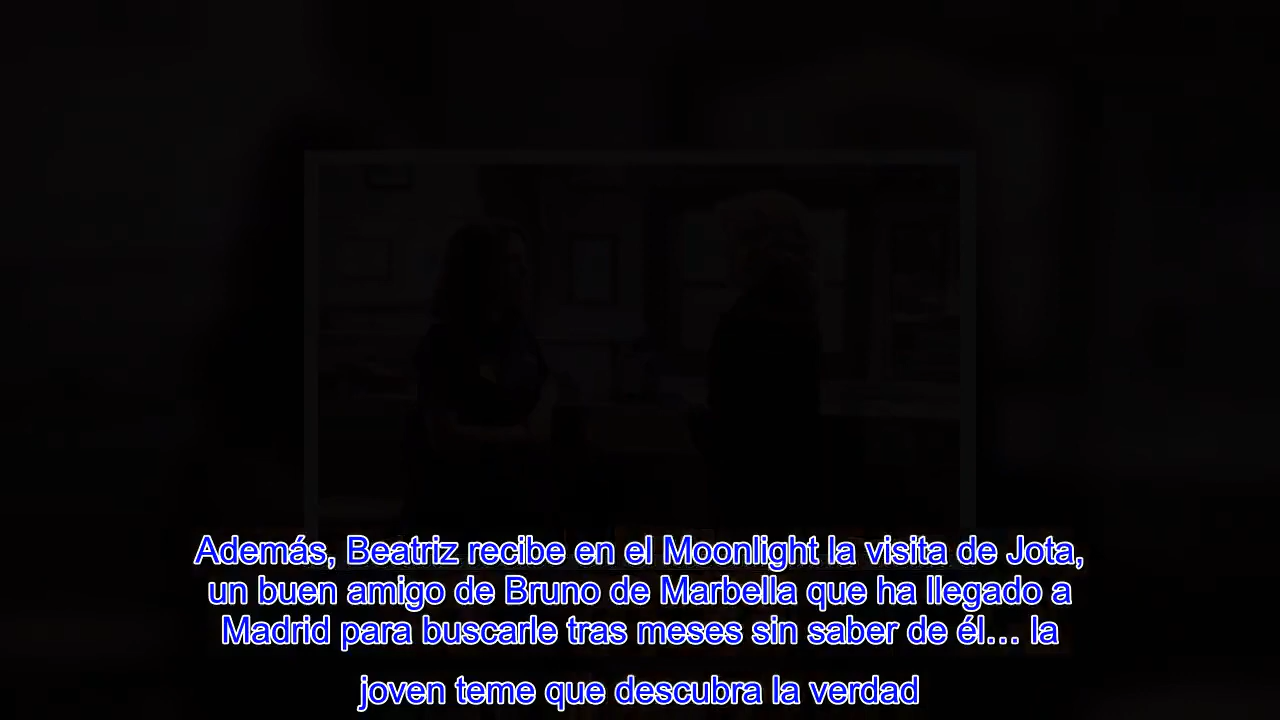 Además, Beatriz recibe en el Moonlight la visita de Jota,
un buen amigo de Bruno de Marbella que ha llegado a
Madrid para buscarle tras meses sin saber de él… la
joven teme que descubra la verdad